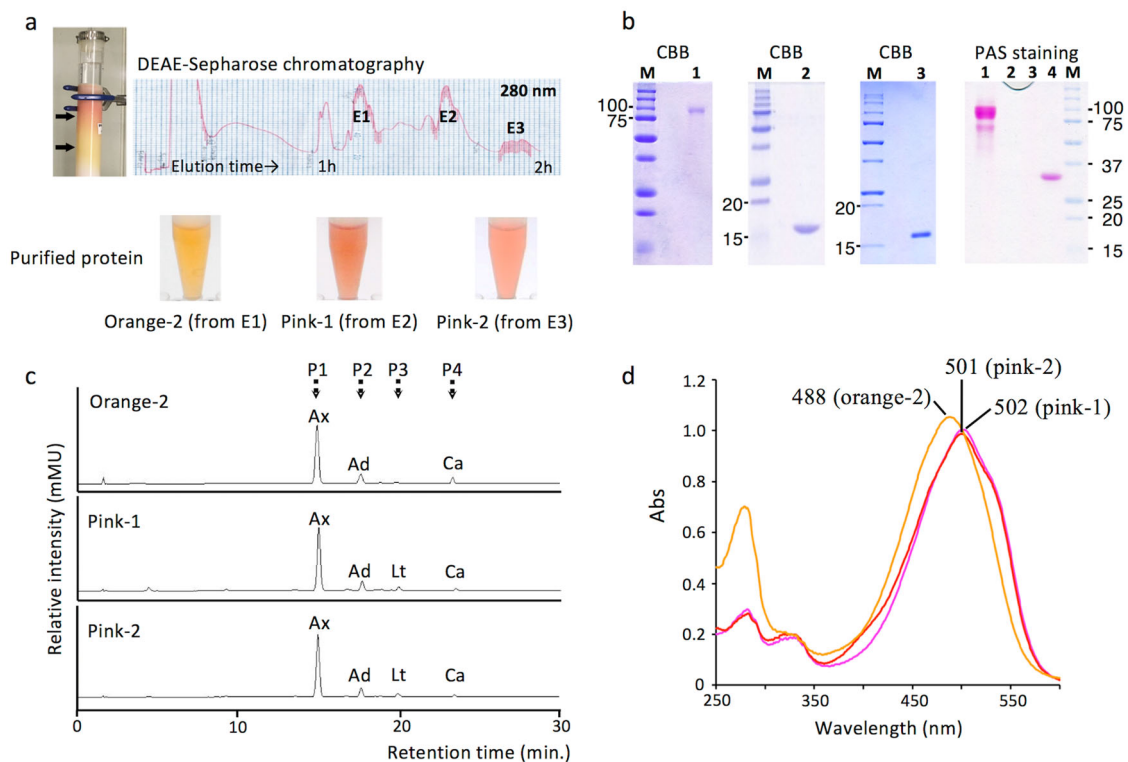 a
DEAE-Sepharose chromatography
280 nm
E1
E2
E3
Elution time→
1h
2h
Purified protein
Orange-2 (from E1)
Pink-1 (from E2)
Pink-2 (from E3)
b
CBB
M 1
100
75
CBB
M 2
20
15
CBB
M 3
20
15
PAS staining
1 2 3 4 M
100
75
37
25
20
15
c
P1 P2 P3 P4
Orange-2
Ax
Ad
Ca
Pink-1
Ax
Ad
Lt
Ca
Pink-2
Ax
Ad
Lt
Ca
Relative intensity (mMU)
0 10 20 30
Retention time (min.)
d
501 (pink-2)
488 (orange-2)
502 (pink-1)
1.2
1.0
0.8
0.6
0.4
0.2
0
Abs
250 350 450 550
Wavelength (nm)